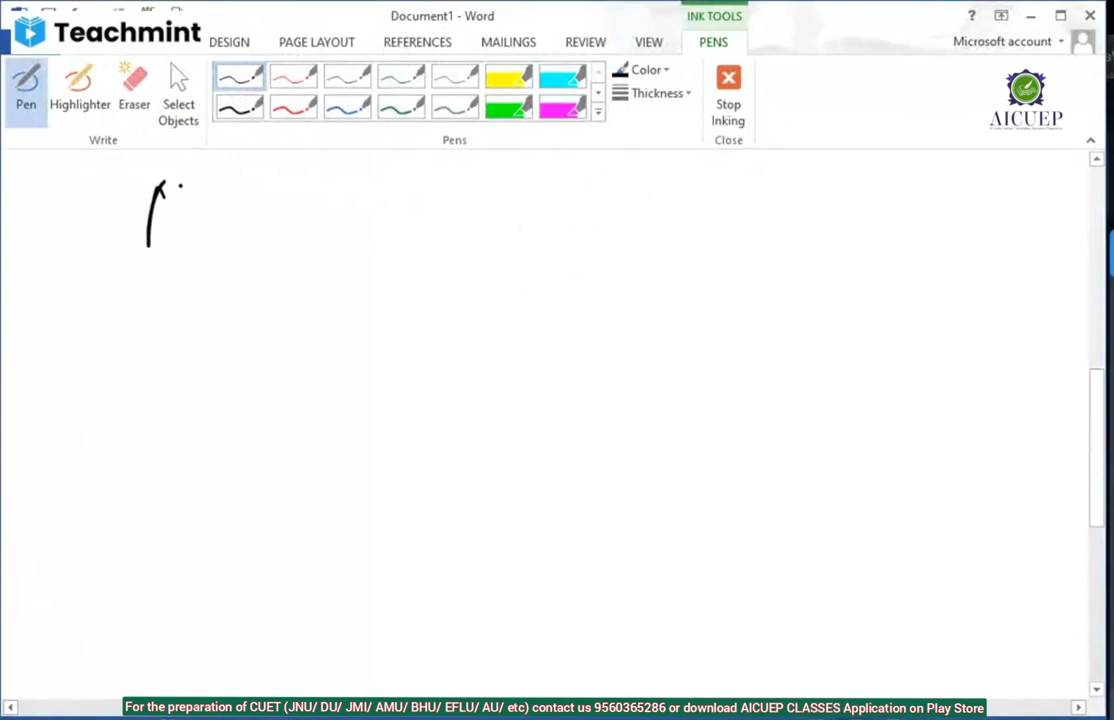 Document1 - Word
INK TOOLS
Teachmint
DESIGN PAGE LAYOUT REFERENCES MAILINGS REVIEW VIEW PENS
Microsoft account
Pen Highlighter Eraser Select Objects
Color
Thickness
Stop Inking
Write Pens Close
AICUEP
For the preparation of CUET (JNU/ DU/ JMI/ AMU/ BHU/ EFLU/ AU/ etc) contact us 9560365286 or download AICUEP CLASSES Application on Play Store